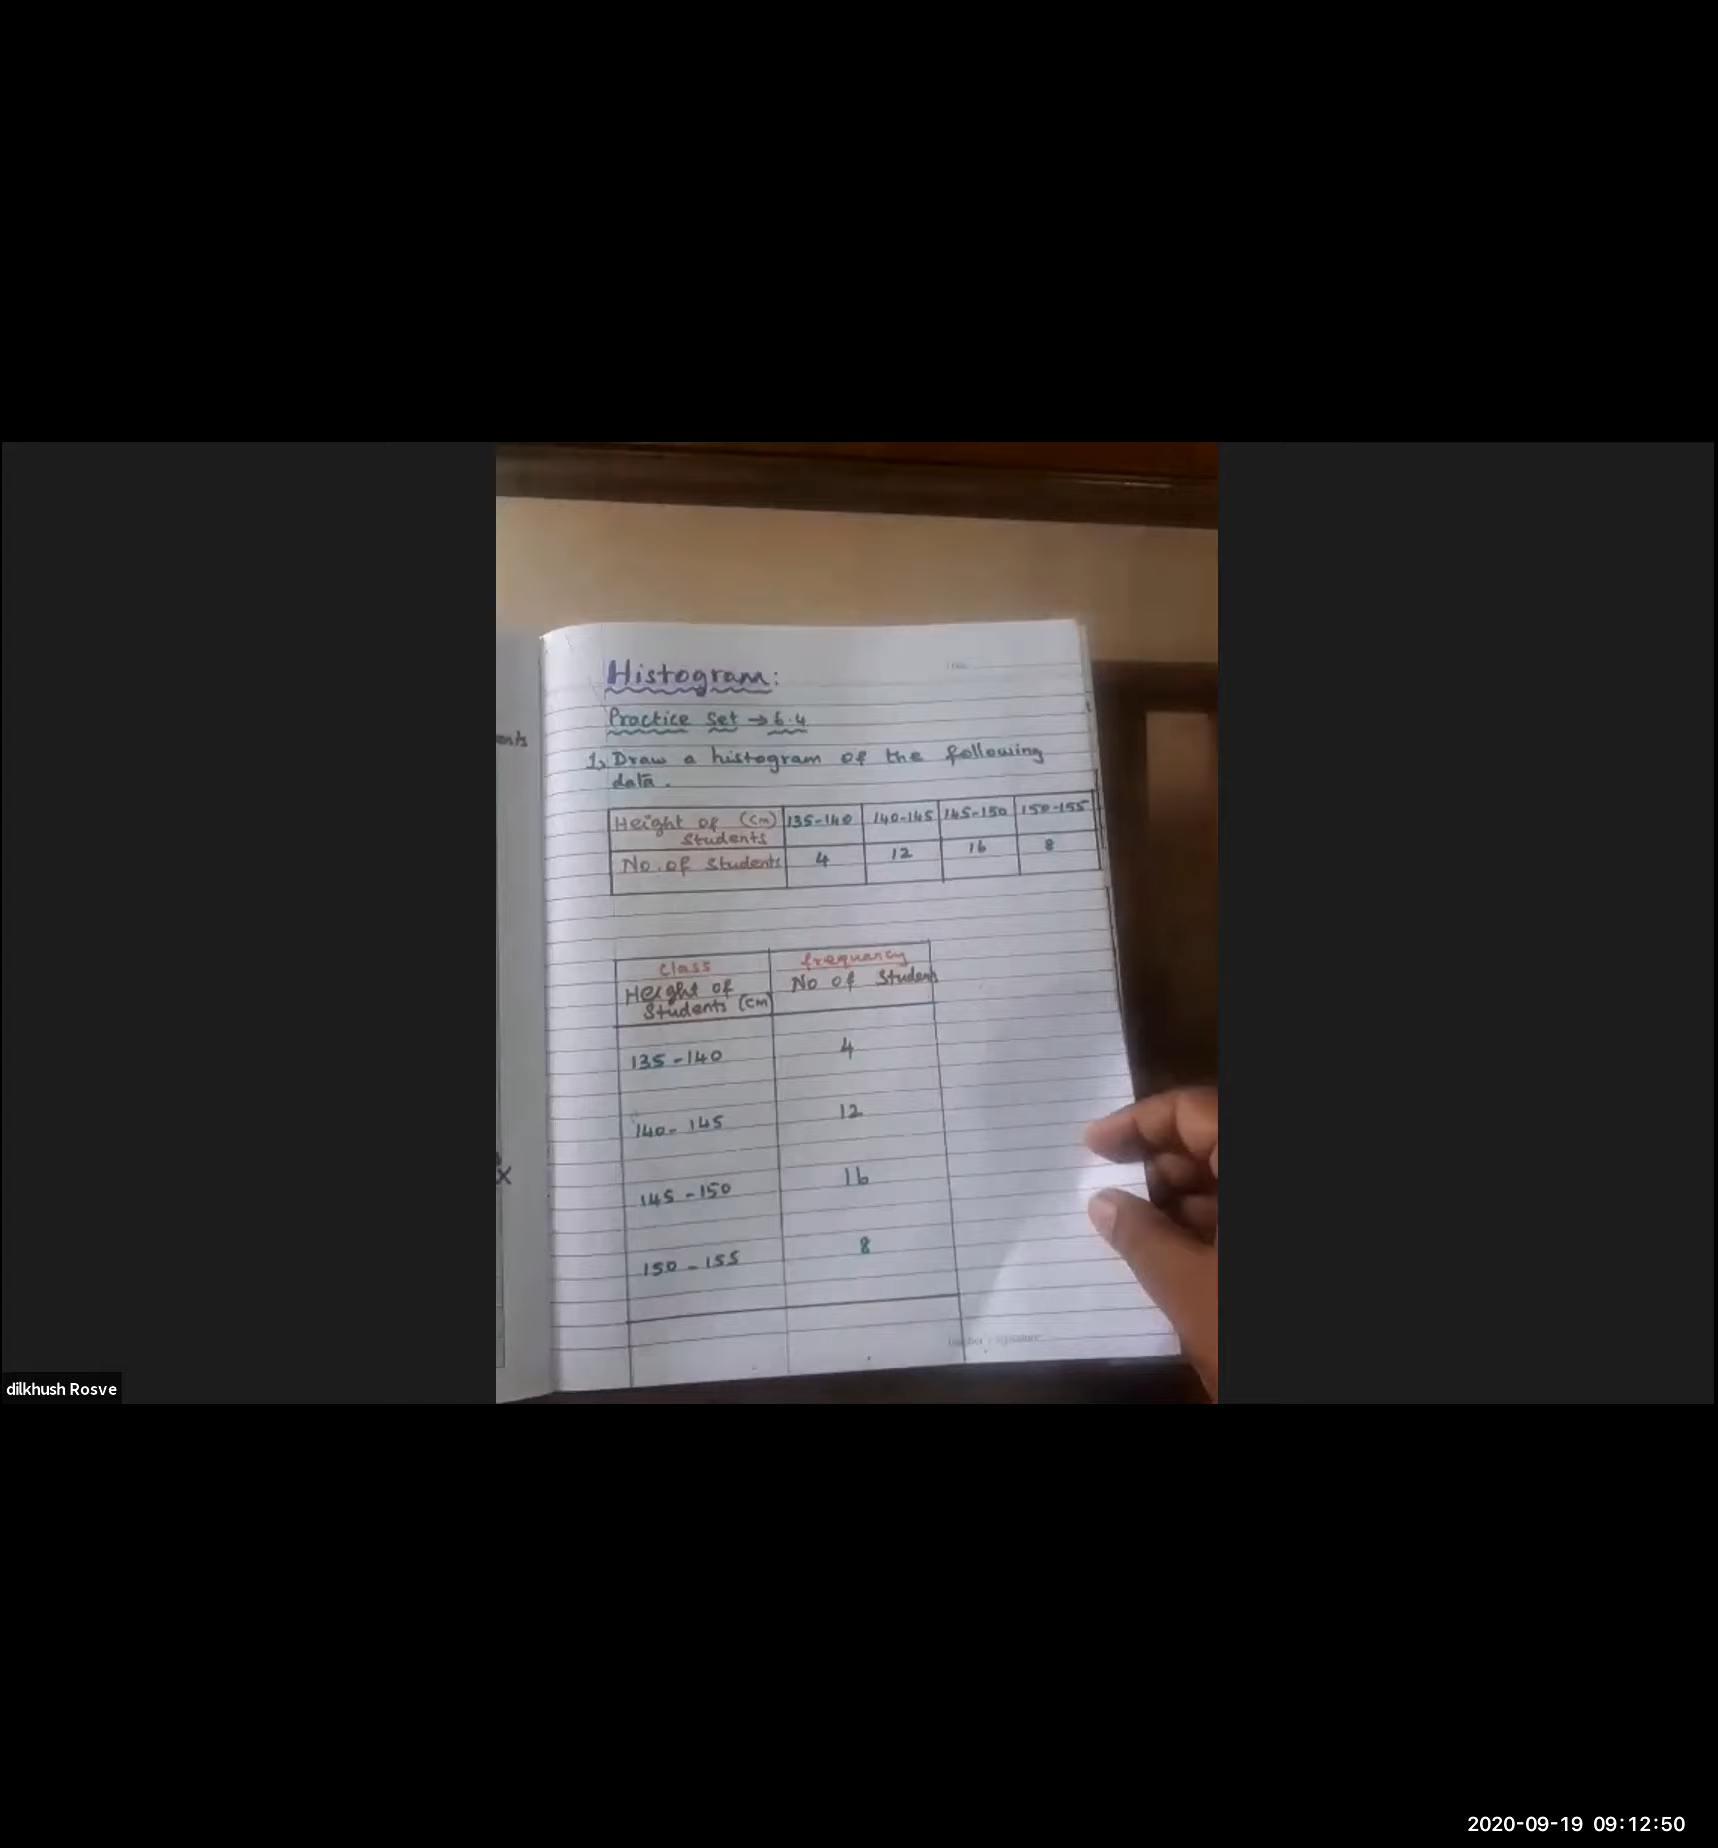 Histogram:
Practice Set → 6.4
1, Draw a histogram of the following
data.
Height of (Cm) Students 135-140 140-145 145-150 150-155
No. of Students 4 12 16 8
Class frequancy
Height of Students (Cm) No of Student
135-140 4
140-145 12
145-150 16
150-155 8
ents
X
dilkhush Rosve
2020-09-19 09:12:50